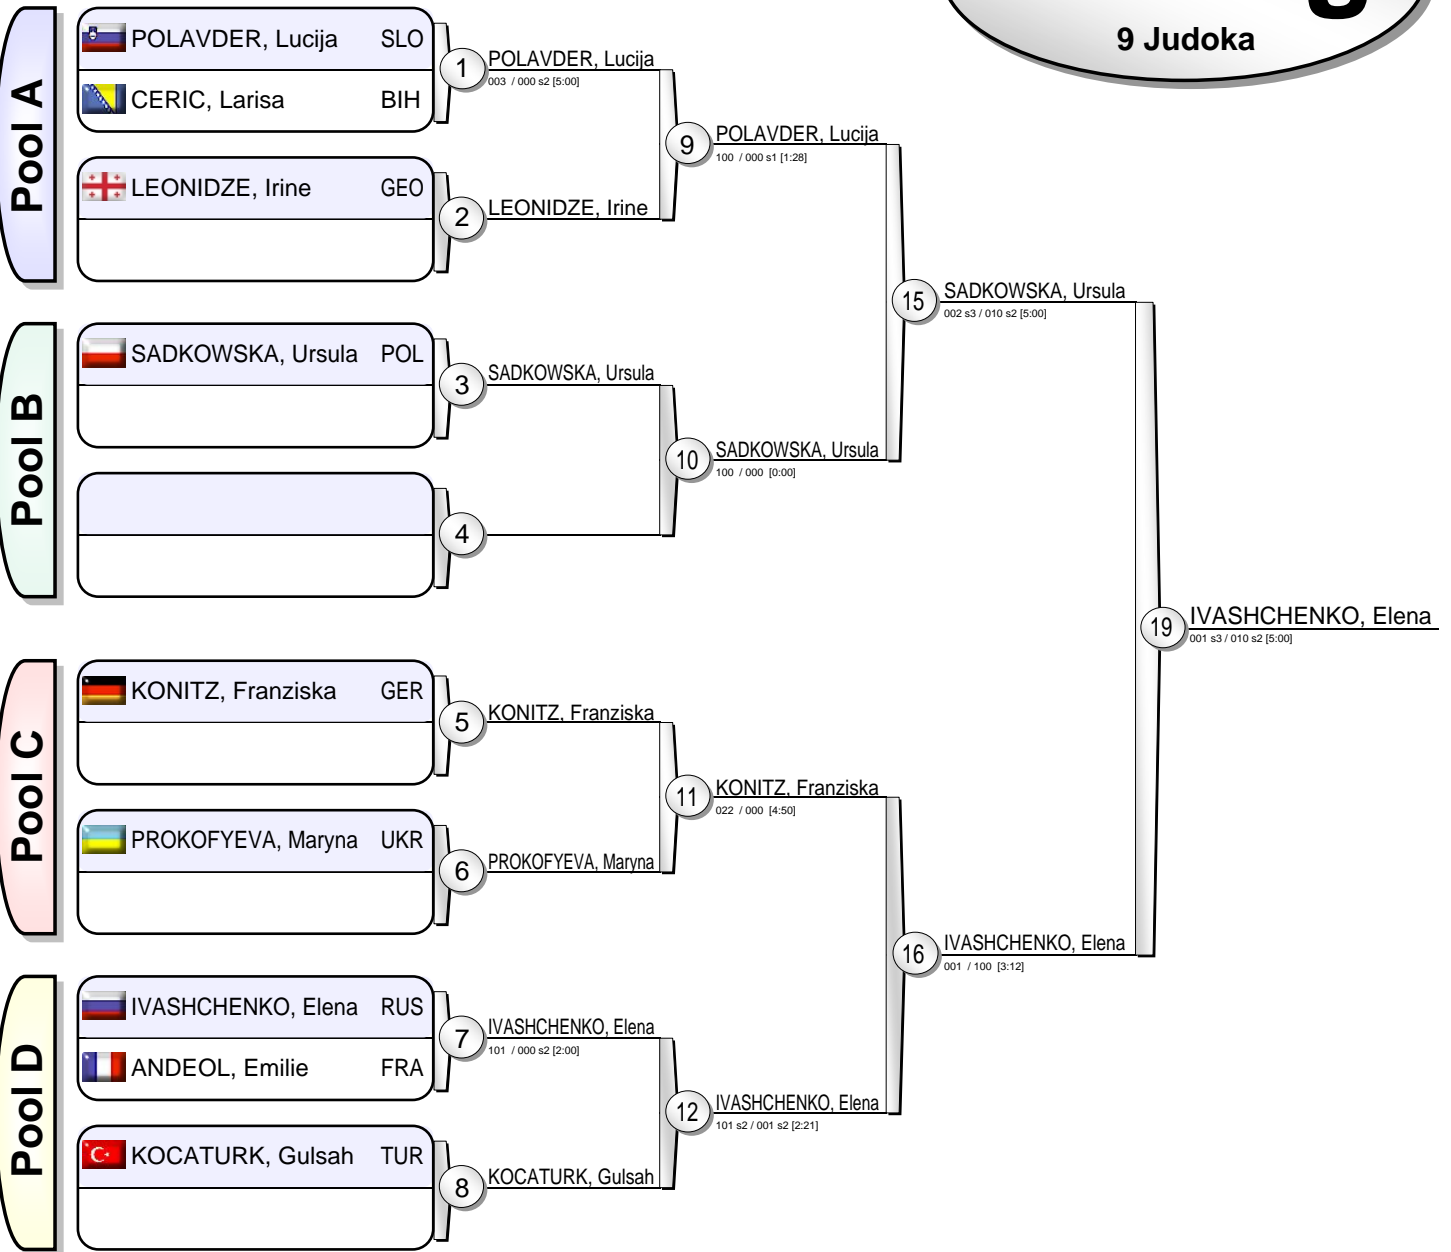 9 Judoka
Pool A
POLAVDER, Lucija SLO
CERIC, Larisa BIH
LEONIDZE, Irine GEO
1
POLAVDER, Lucija
003 / 000 s2 [5:00]
2
LEONIDZE, Irine
9
POLAVDER, Lucija
100 / 000 s1 [1:28]
Pool B
SADKOWSKA, Ursula POL
3
SADKOWSKA, Ursula
4
10
SADKOWSKA, Ursula
100 / 000 [0:00]
15
SADKOWSKA, Ursula
002 s3 / 010 s2 [5:00]
Pool C
KONITZ, Franziska GER
PROKOFYEVA, Maryna UKR
5
KONITZ, Franziska
6
PROKOFYEVA, Maryna
11
KONITZ, Franziska
022 / 000 [4:50]
Pool D
IVASHCHENKO, Elena RUS
ANDEOL, Emilie FRA
KOCATURK, Gulsah TUR
7
IVASHCHENKO, Elena
101 / 000 s2 [2:00]
8
KOCATURK, Gulsah
12
IVASHCHENKO, Elena
101 s2 / 001 s2 [2:21]
16
IVASHCHENKO, Elena
001 / 100 [3:12]
19
IVASHCHENKO, Elena
001 s3 / 010 s2 [5:00]